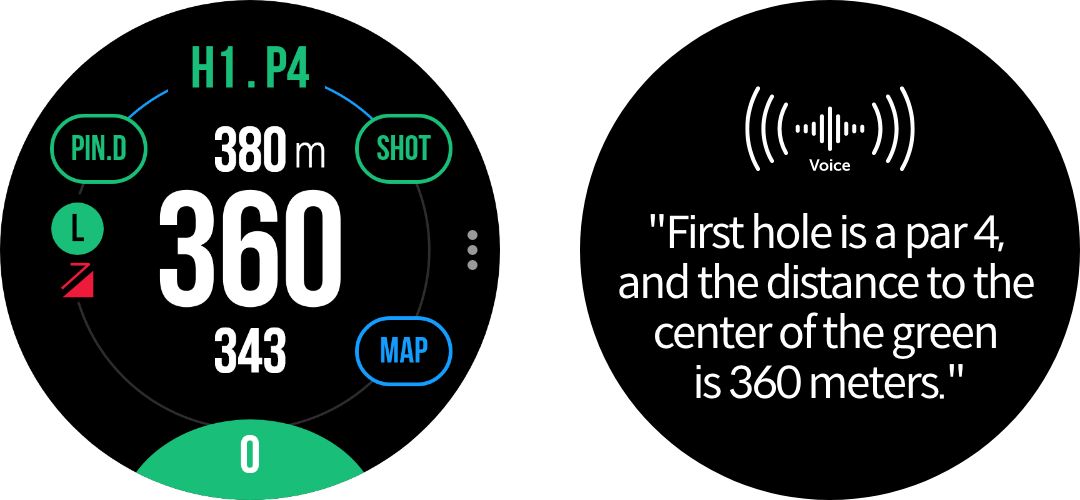 H1 . P4
PIN.D
380 m
SHOT
L
360
343
MAP
0
Voice
"First hole is a par 4,
and the distance to the
center of the green
is 360 meters."